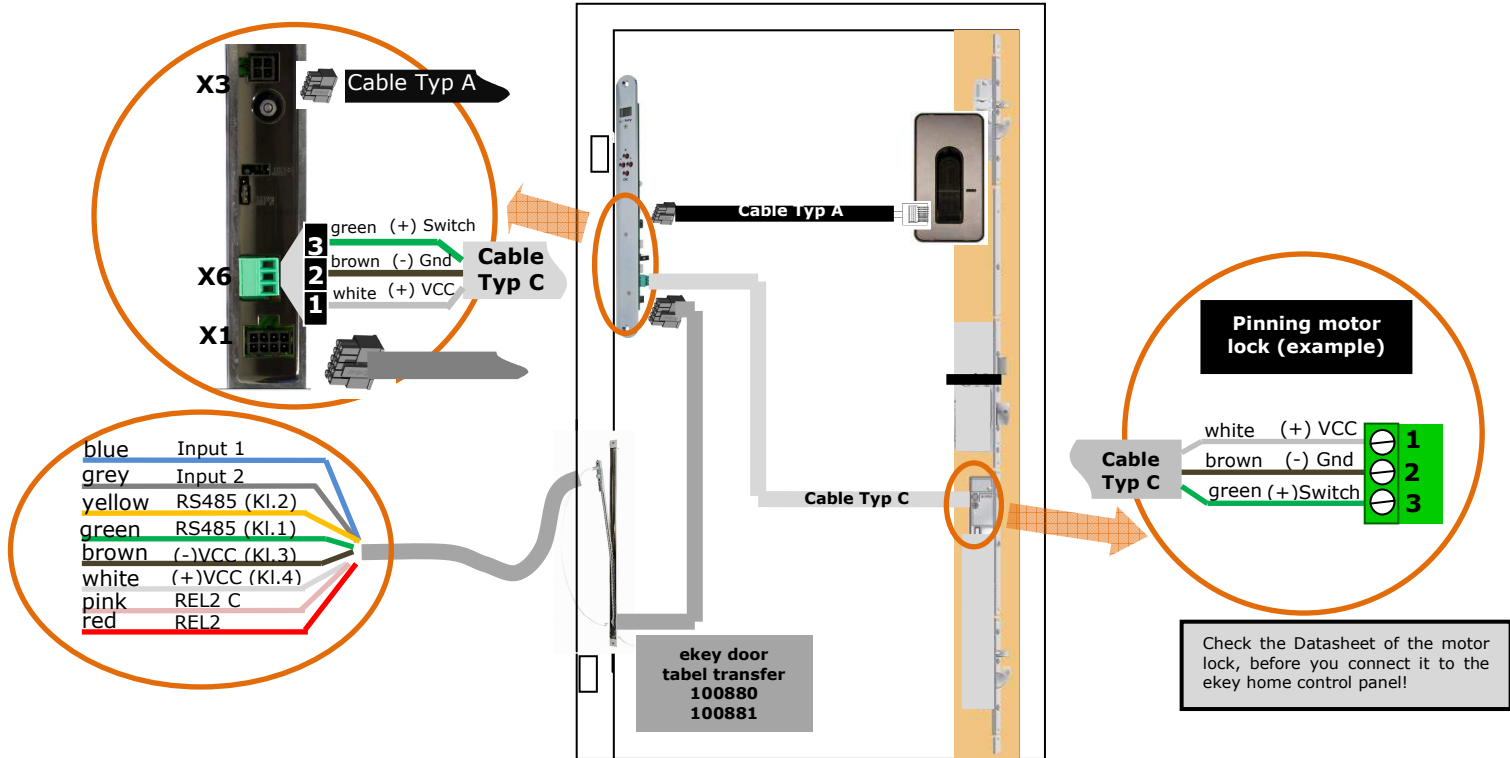 X3
Cable Typ A
green (+) Switch
3
brown (-) Gnd
2
white (+) VCC
1
Cable
Typ C
X6
X1
blue Input 1
grey Input 2
yellow RS485 (Kl.2)
green RS485 (Kl.1)
brown (-)VCC (Kl.3)
white (+)VCC (Kl.4)
pink REL2 C
red REL2
Cable Typ A
Cable Typ C
ekey door
tabel transfer
100880
100881
Pinning motor
lock (example)
Cable
Typ C
white (+) VCC 1
brown (-) Gnd 2
green (+)Switch 3
Check the Datasheet of the motor
lock, before you connect it to the
ekey home control panel!